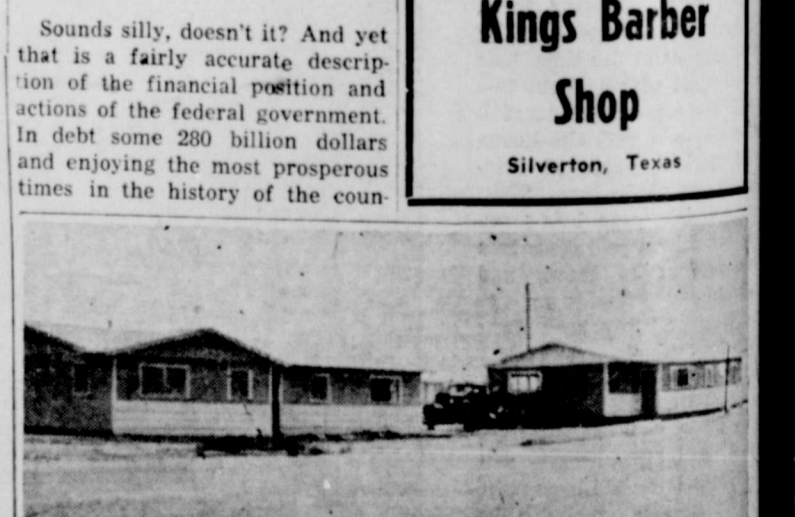 Sounds silly, doesn't it? And yet
that is a fairly accurate descrip-
tion of the financial position and
actions of the federal government.
In debt some 280 billion dollars
and enjoying the most prosperous
times in the history of the coun-
Kings Barber
Shop
Silverton, Texas